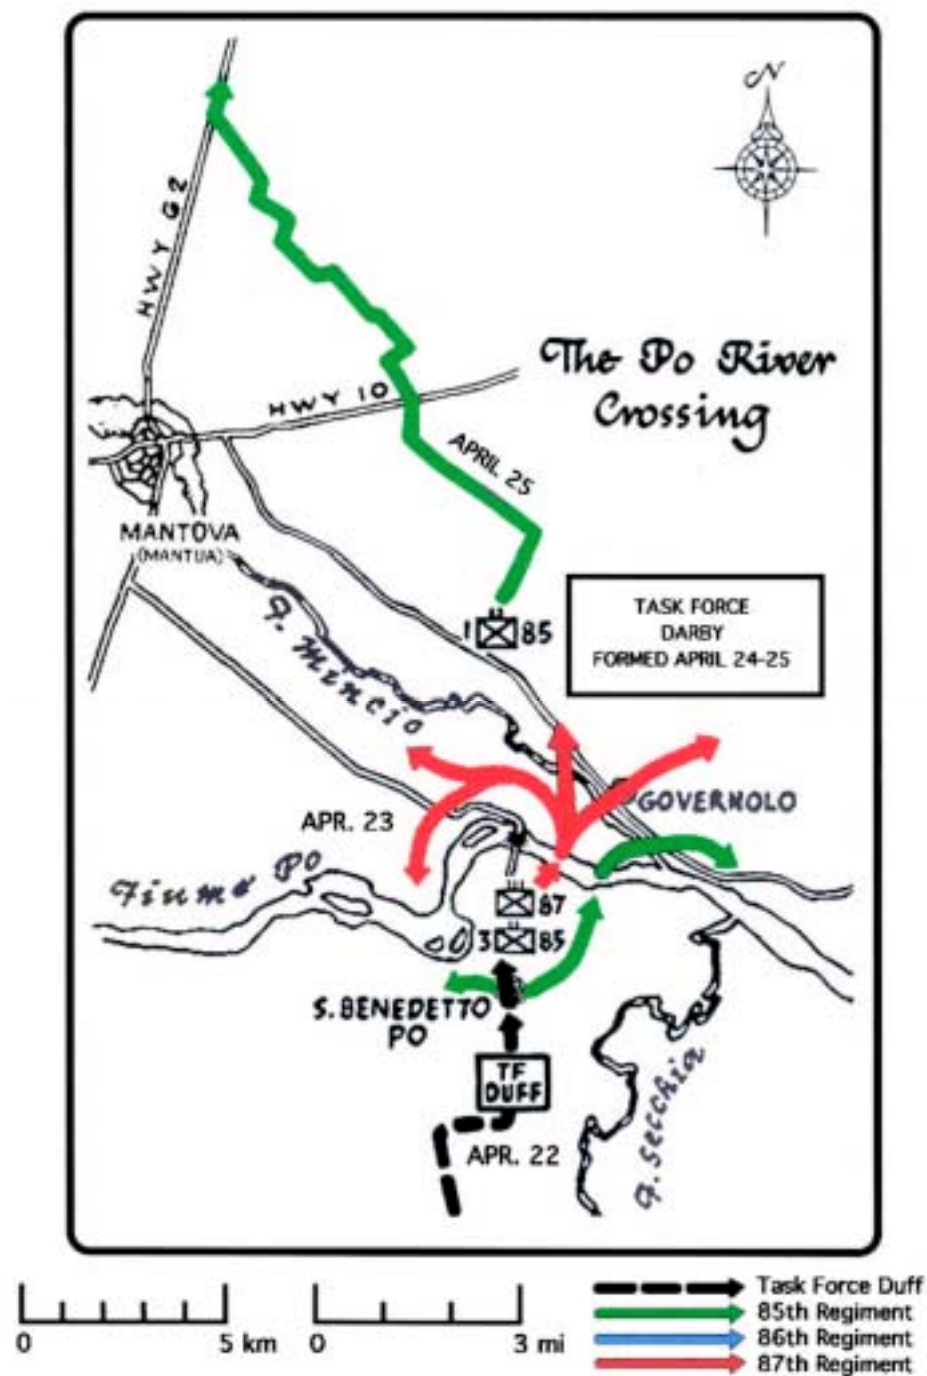 N
HWY 62
The Po River
Crossing
HWY 10
APRIL 25
MANTOVA
(MANTUA)
TASK FORCE
DARBY
FORMED APRIL 24-25
1 85
F. Mincio
GOVERNOLO
APR. 23
Fiume Po
87
3 85
S. BENEDETTO
PO
TF
DUFF
APR. 22
F. Secchia
0 5 km
0 3 mi
Task Force Duff
85th Regiment
86th Regiment
87th Regiment